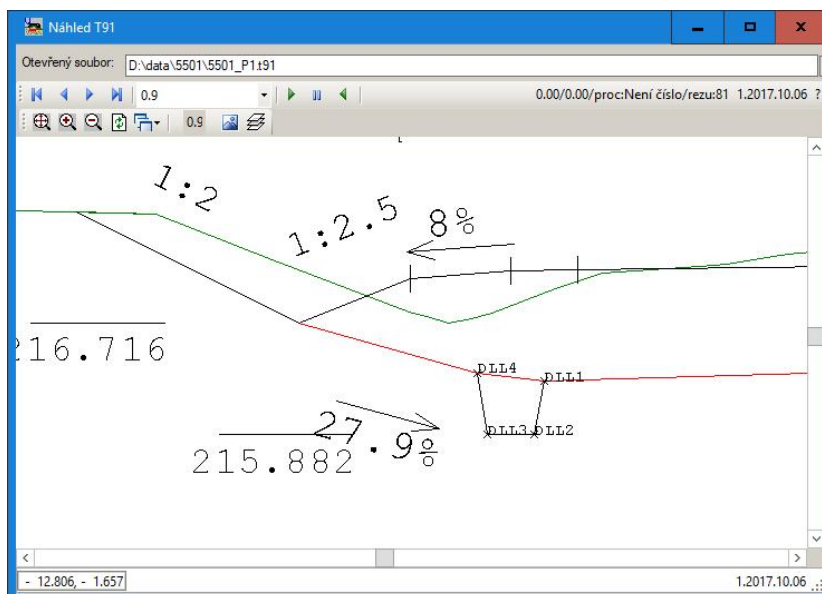 Náhled T91
Otevřený soubor: D:\data\5501\5501_P1.t91
0.9 0.00/0.00/proc:Není číslo/rezu:81 1.2017.10.06 ?
0.9
1:2
1:2.5
8%
216.716
DLL4
DLL1
27.9%
215.882
DLL3
DLL2
- 12.806, - 1.657 1.2017.10.06